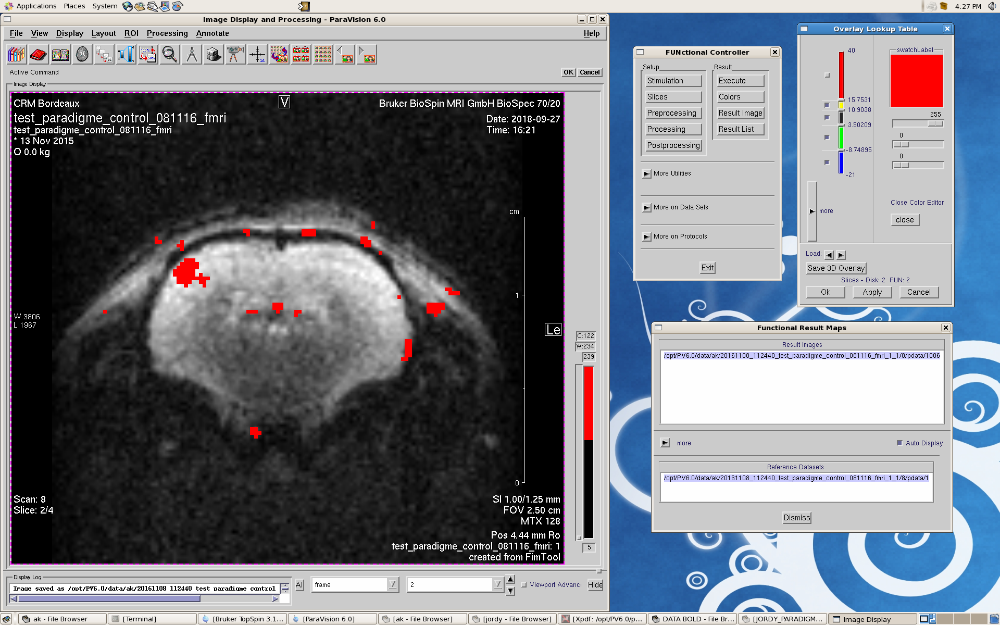 Applications Places System
4:27 PM
Image Display and Processing - ParaVision 6.0
File View Display Layout ROI Processing Annotate Help
Active Command
OK Cancel
Image Display
CRM Bordeaux
V
Bruker BioSpin MRI GmbH BioSpec 70/20
test_paradigme_control_081116_fmri
Date: 2018-09-27
test_paradigme_control_081116_fmri
Time: 16:21
* 13 Nov 2015
O 0.0 kg
cm
1
W 3806
L 1967
Le
0
C:122
W:234
239
5
Scan: 8
Slice: 2/4
SI 1.00/1.25 mm
FOV 2.50 cm
MTX 128
Pos 4.44 mm Ro
test_paradigme_control_081116_fmri: 1
created from FimTool
Display Log
Image saved as /opt/PV6.0/data/ak/20161108_112440_test_paradigme_control
Al
frame
2
Viewport Advanc
Hide
FUNctional Controller
Setup
Stimulation
Slices
Preprocessing
Processing
Postprocessing
Result
Execute
Colors
Result Image
Result List
More Utilities
More on Data Sets
More on Protocols
Exit
Overlay Lookup Table
40
15.7531
10.9038
3.50209
-8.74895
-21
more
swatchLabel
255
0
0
Close Color Editor
close
Load:
Save 3D Overlay
Slices - Disk: 2 FUN: 2
Ok Apply Cancel
Functional Result Maps
Result Images
/opt/PV6.0/data/ak/20161108_112440_test_paradigme_control_081116_fmri_1_1/8/pdata/1006
more
Auto Display
Reference Datasets
/opt/PV6.0/data/ak/20161108_112440_test_paradigme_control_081116_fmri_1_1/8/pdata/1
Dismiss
ak - File Browser
[Terminal]
[Bruker TopSpin 3.1...
[ParaVision 6.0]
[ak - File Browser]
[jordy - File Browser]
[Xpdf: /opt/PV6.0/p...
DATA BOLD - File Br...
[JORDY_PARADIGM...
Image Display